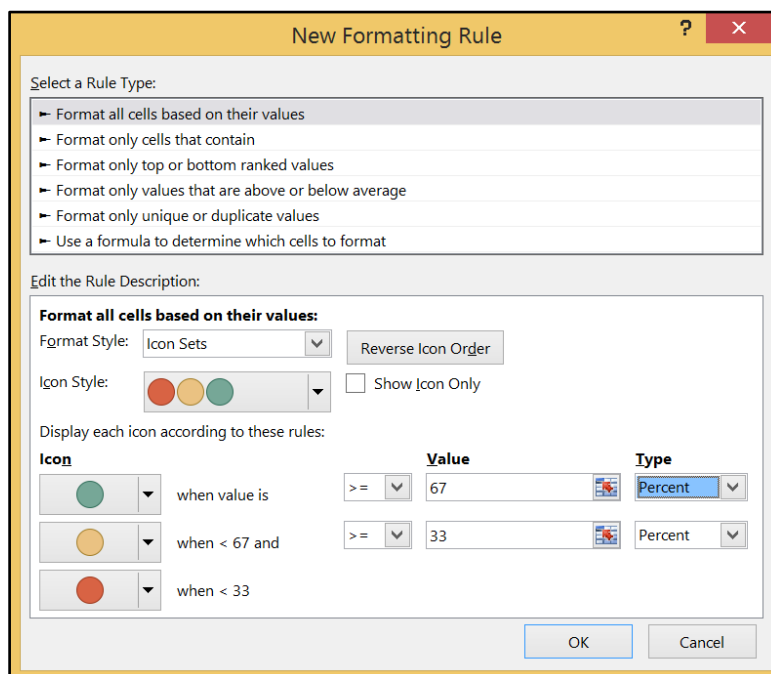 New Formatting Rule
?
Select a Rule Type:
Format all cells based on their values
Format only cells that contain
Format only top or bottom ranked values
Format only values that are above or below average
Format only unique or duplicate values
Use a formula to determine which cells to format
Edit the Rule Description:
Format all cells based on their values:
Format Style: Icon Sets Reverse Icon Order
Icon Style: Show Icon Only
Display each icon according to these rules:
Icon Value Type
when value is >= 67 Percent
when < 67 and >= 33 Percent
when < 33
OK Cancel